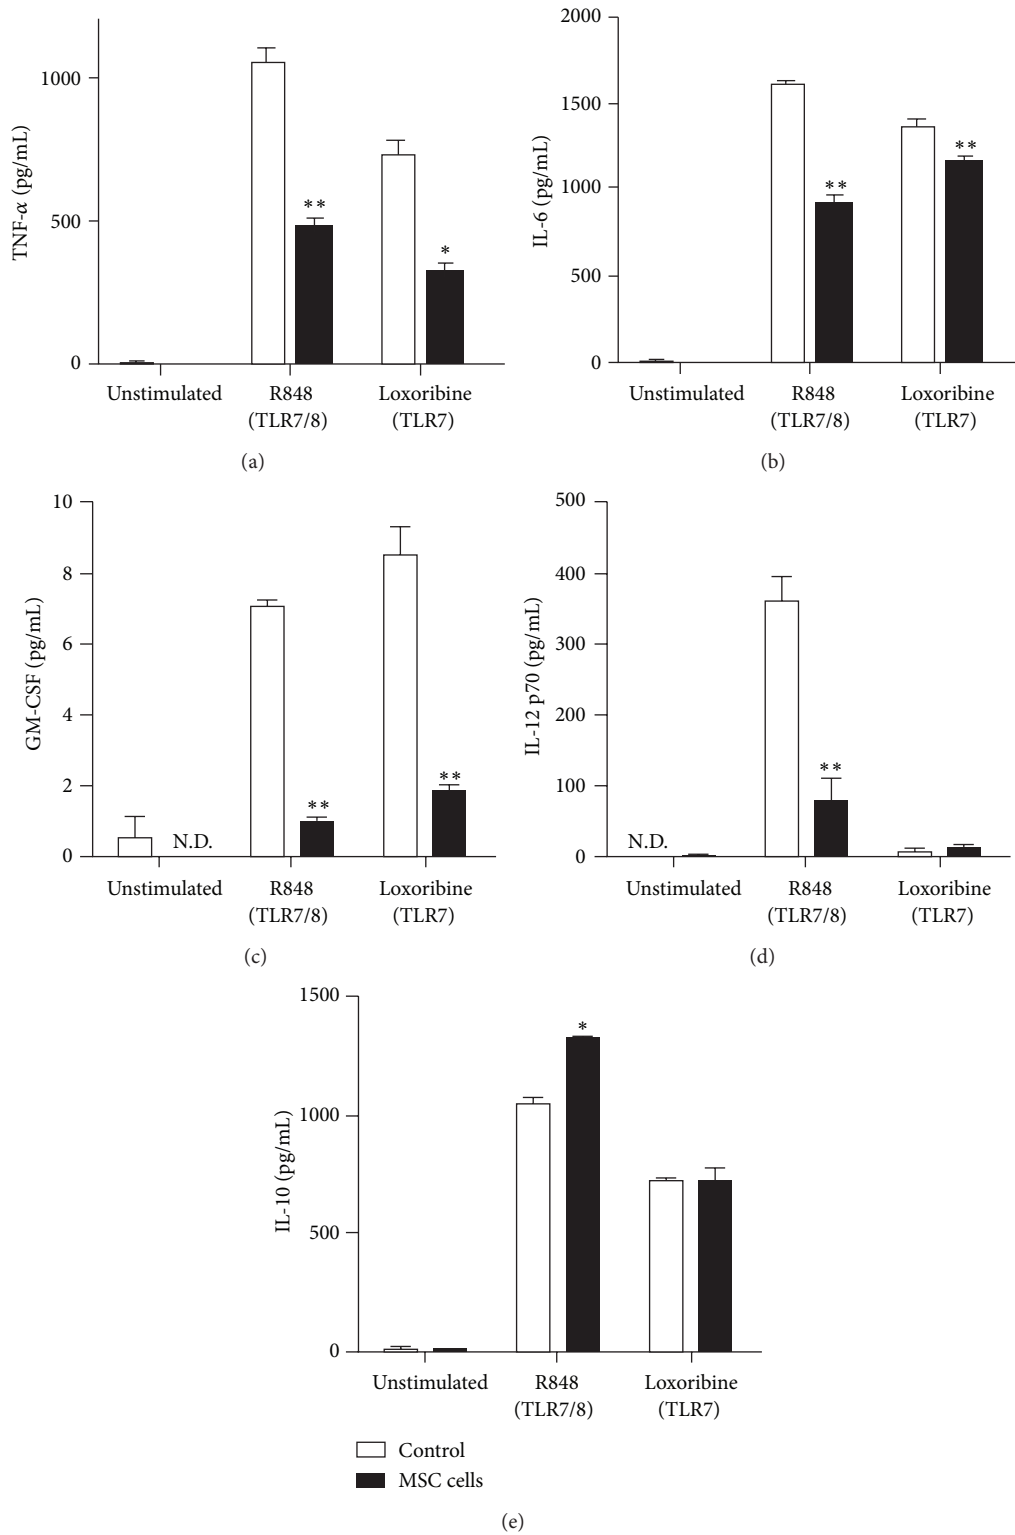 TNF-α (pg/mL)
1000
500
0
**
*
Unstimulated
R848
(TLR7/8)
Loxoribine
(TLR7)
(a)
IL-6 (pg/mL)
2000
1500
1000
500
0
**
**
Unstimulated
R848
(TLR7/8)
Loxoribine
(TLR7)
(b)
GM-CSF (pg/mL)
10
8
6
4
2
0
N.D.
**
**
Unstimulated
R848
(TLR7/8)
Loxoribine
(TLR7)
(c)
IL-12 p70 (pg/mL)
500
400
300
200
100
0
N.D.
**
Unstimulated
R848
(TLR7/8)
Loxoribine
(TLR7)
(d)
IL-10 (pg/mL)
1500
1000
500
0
*
Unstimulated
R848
(TLR7/8)
Loxoribine
(TLR7)
Control
MSC cells
(e)